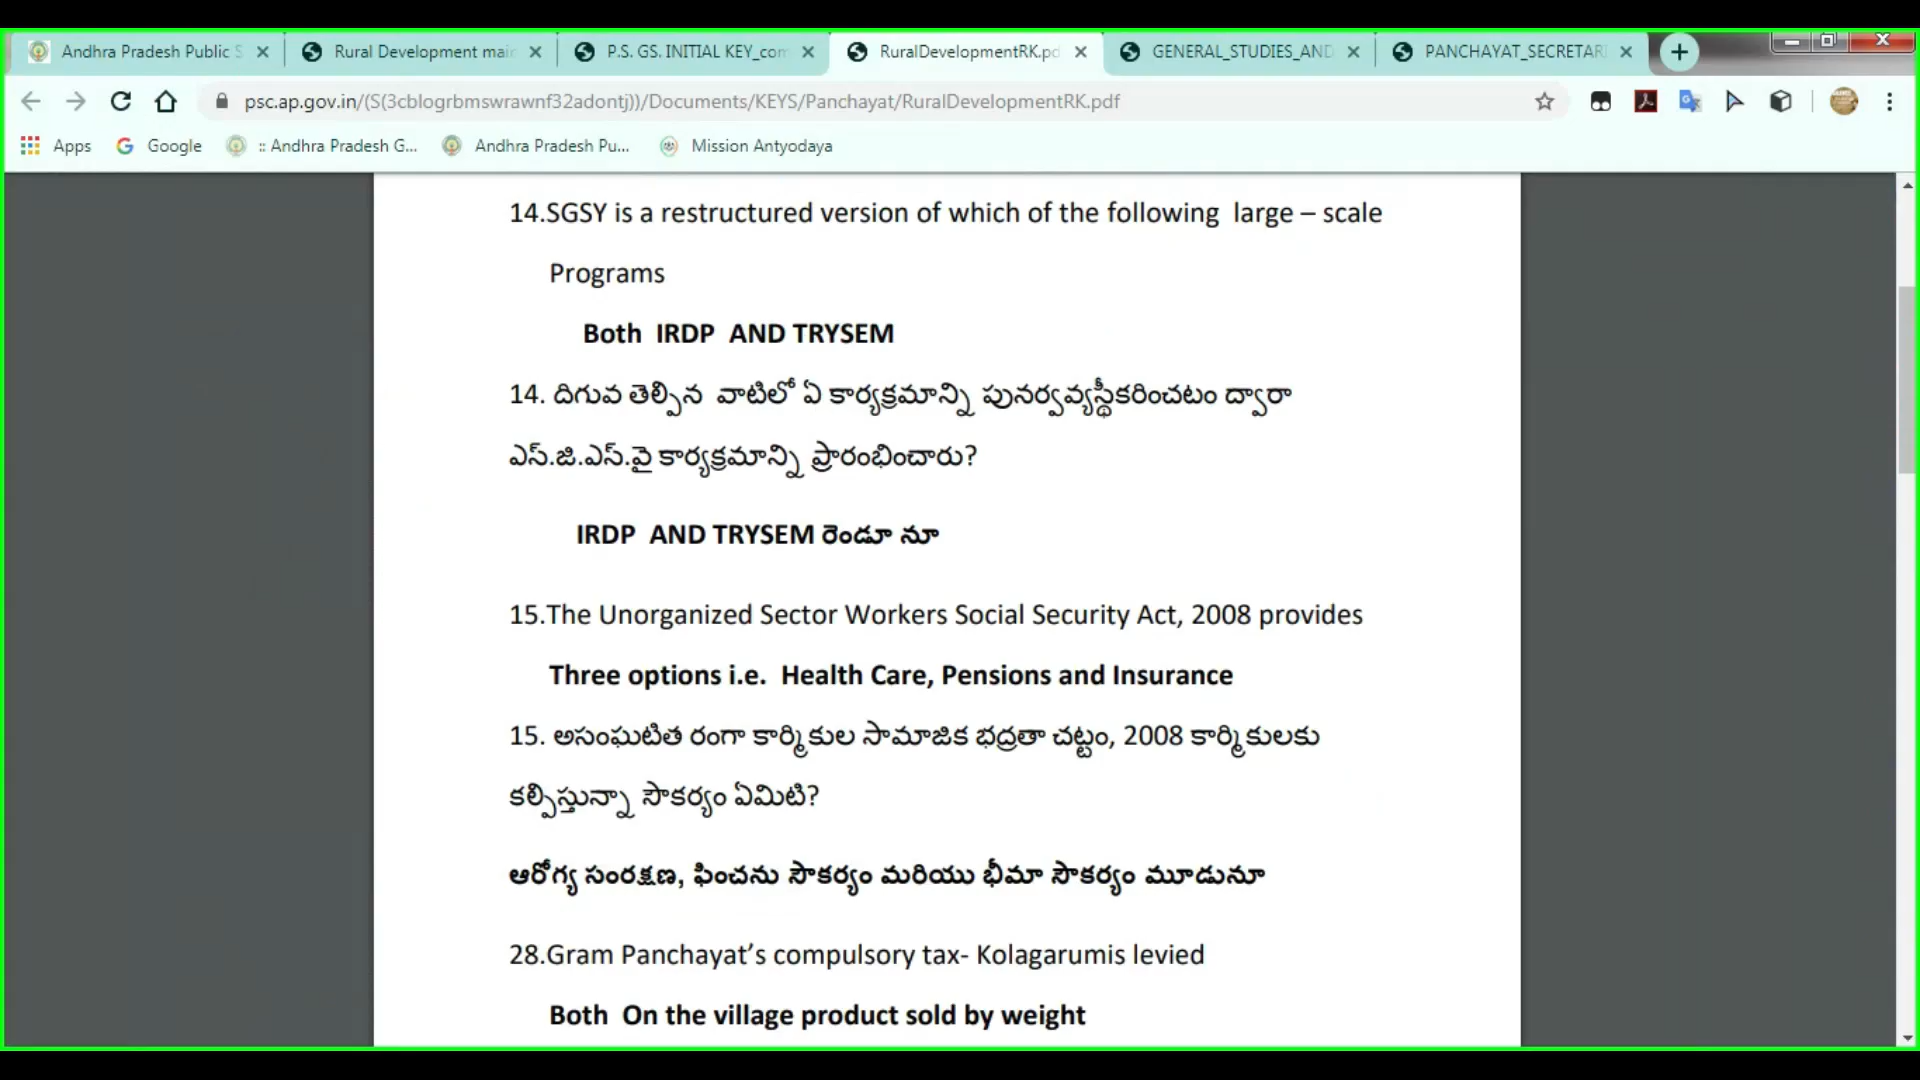 Andhra Pradesh Public S
Rural Development mai
P.S. GS. INITIAL KEY_com
RuralDevelopmentRK.pd
GENERAL_STUDIES_AND
PANCHAYAT_SECRETAR
psc.ap.gov.in/(S(3cblogrbmswrawnf32adontj))/Documents/KEYS/Panchayat/RuralDevelopmentRK.pdf
Apps
Google
:: Andhra Pradesh G...
Andhra Pradesh Pu...
Mission Antyodaya
14.SGSY is a restructured version of which of the following large – scale
Programs
Both IRDP AND TRYSEM
14. దిగువ తెల్పిన వాటిలో ఏ కార్యక్రమాన్ని పునర్వవ్యస్థీకరించటం ద్వారా
ఎస్.జి.ఎస్.వై కార్యక్రమాన్ని ప్రారంభించారు?
IRDP AND TRYSEM రెండూ నూ
15.The Unorganized Sector Workers Social Security Act, 2008 provides
Three options i.e. Health Care, Pensions and Insurance
15. అసంఘటిత రంగా కార్మికుల సామాజిక భద్రతా చట్టం, 2008 కార్మికులకు
కల్పిస్తున్నా సౌకర్యం ఏమిటి?
ఆరోగ్య సంరక్షణ, ఫించను సౌకర్యం మరియు భీమా సౌకర్యం మూడునూ
28.Gram Panchayat’s compulsory tax- Kolagarumis levied
Both On the village product sold by weight